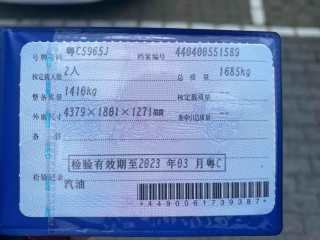 号牌号码 粤C5965J 档案编号 440400551589
核定载人数 2人 总质量 1685kg
整备质量 1410kg 核定载质量 --
外廓尺寸 4379×1801×1271mm 准牵引总质量 --
备注
检验有效期至2023年03月粤C
检验记录 汽油
*4490061739387*